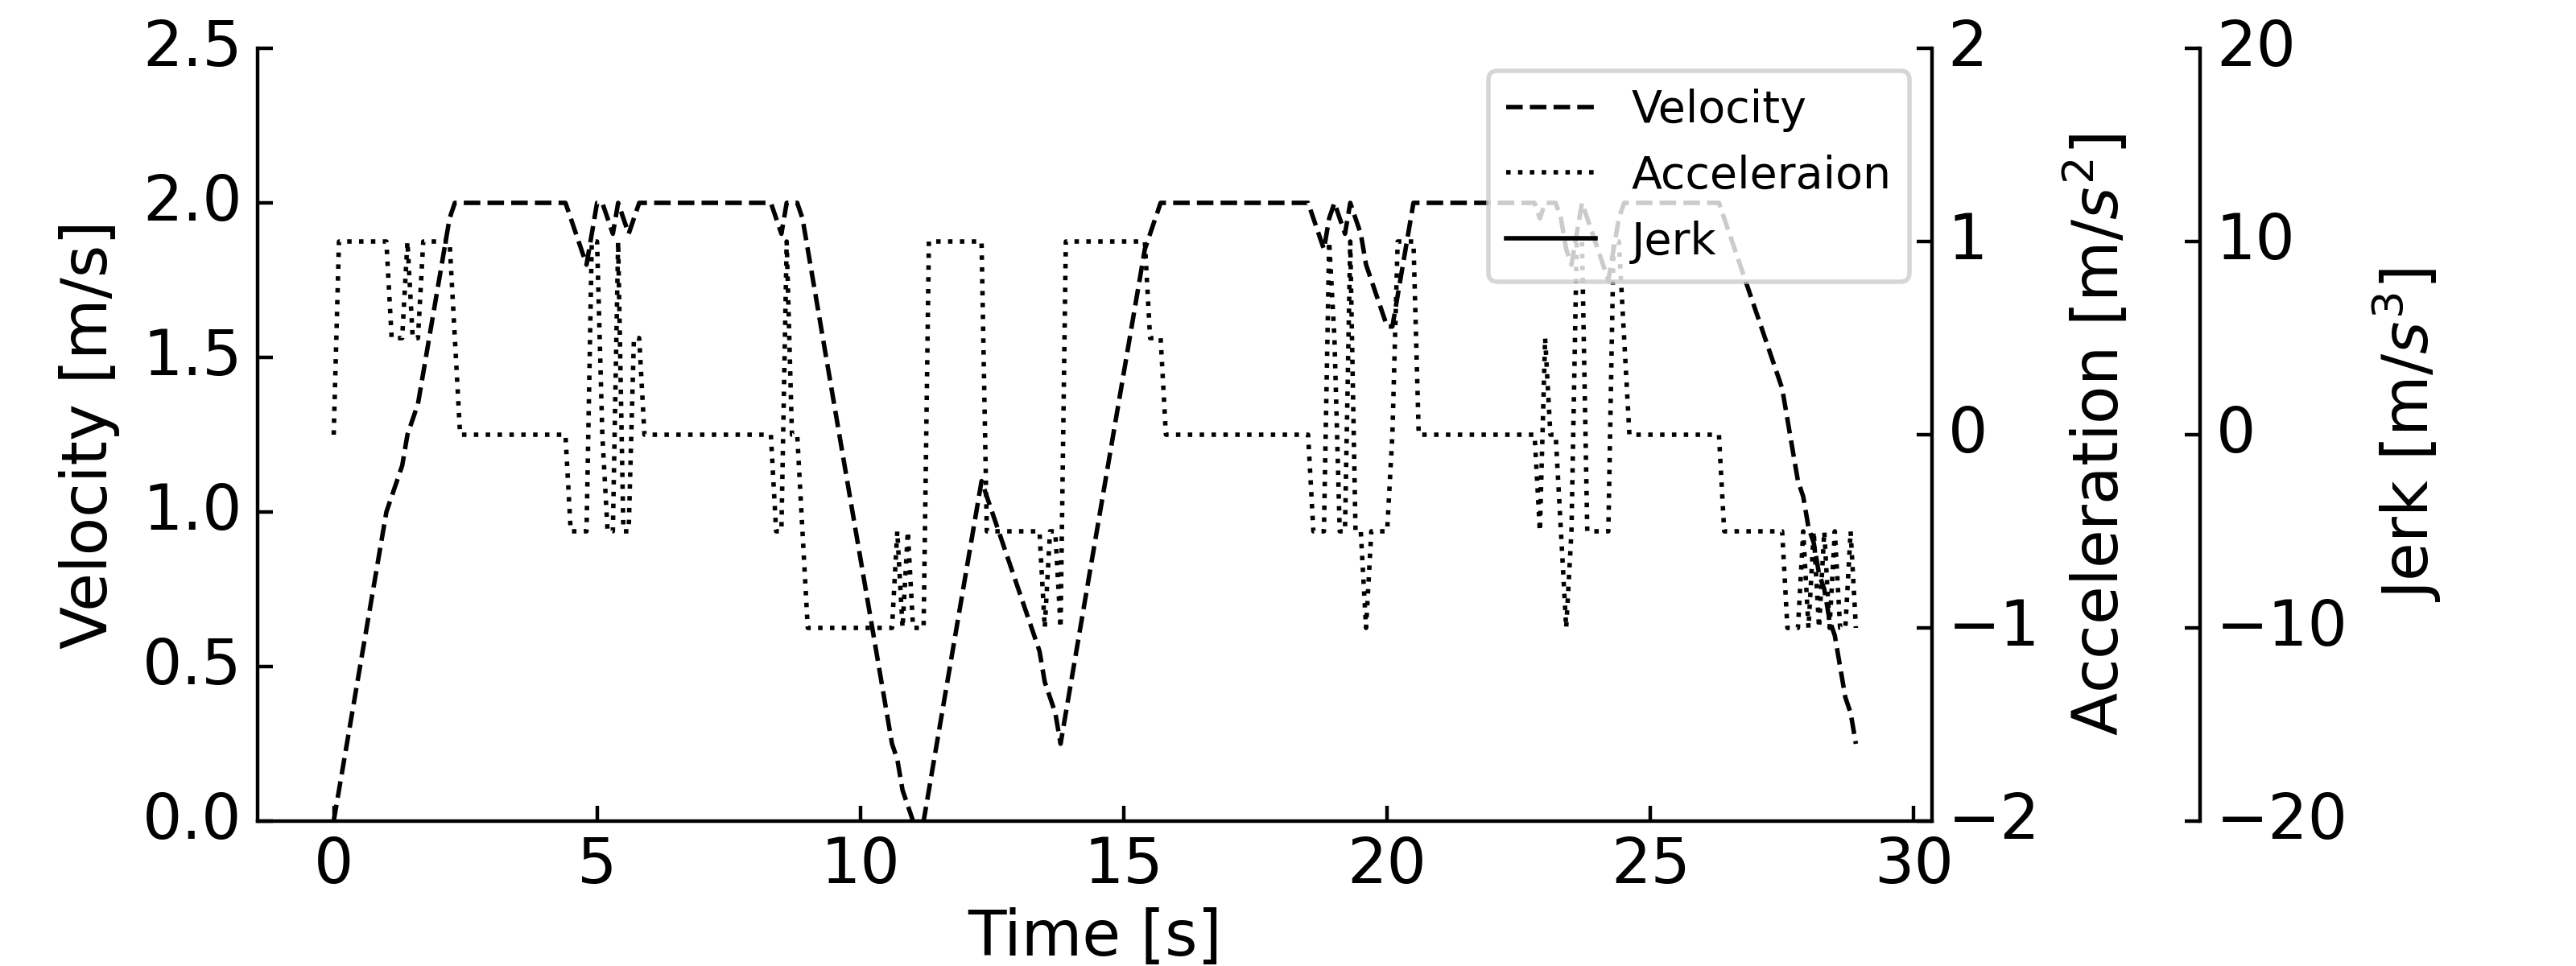 Velocity [m/s]
2.5
2.0
1.5
1.0
0.5
0.0
0 5 10 15 20 25 30
Time [s]
Velocity
Acceleraion
Jerk
2
1
0
−1
−2
Acceleration [m/s²]
20
10
0
−10
−20
Jerk [m/s³]